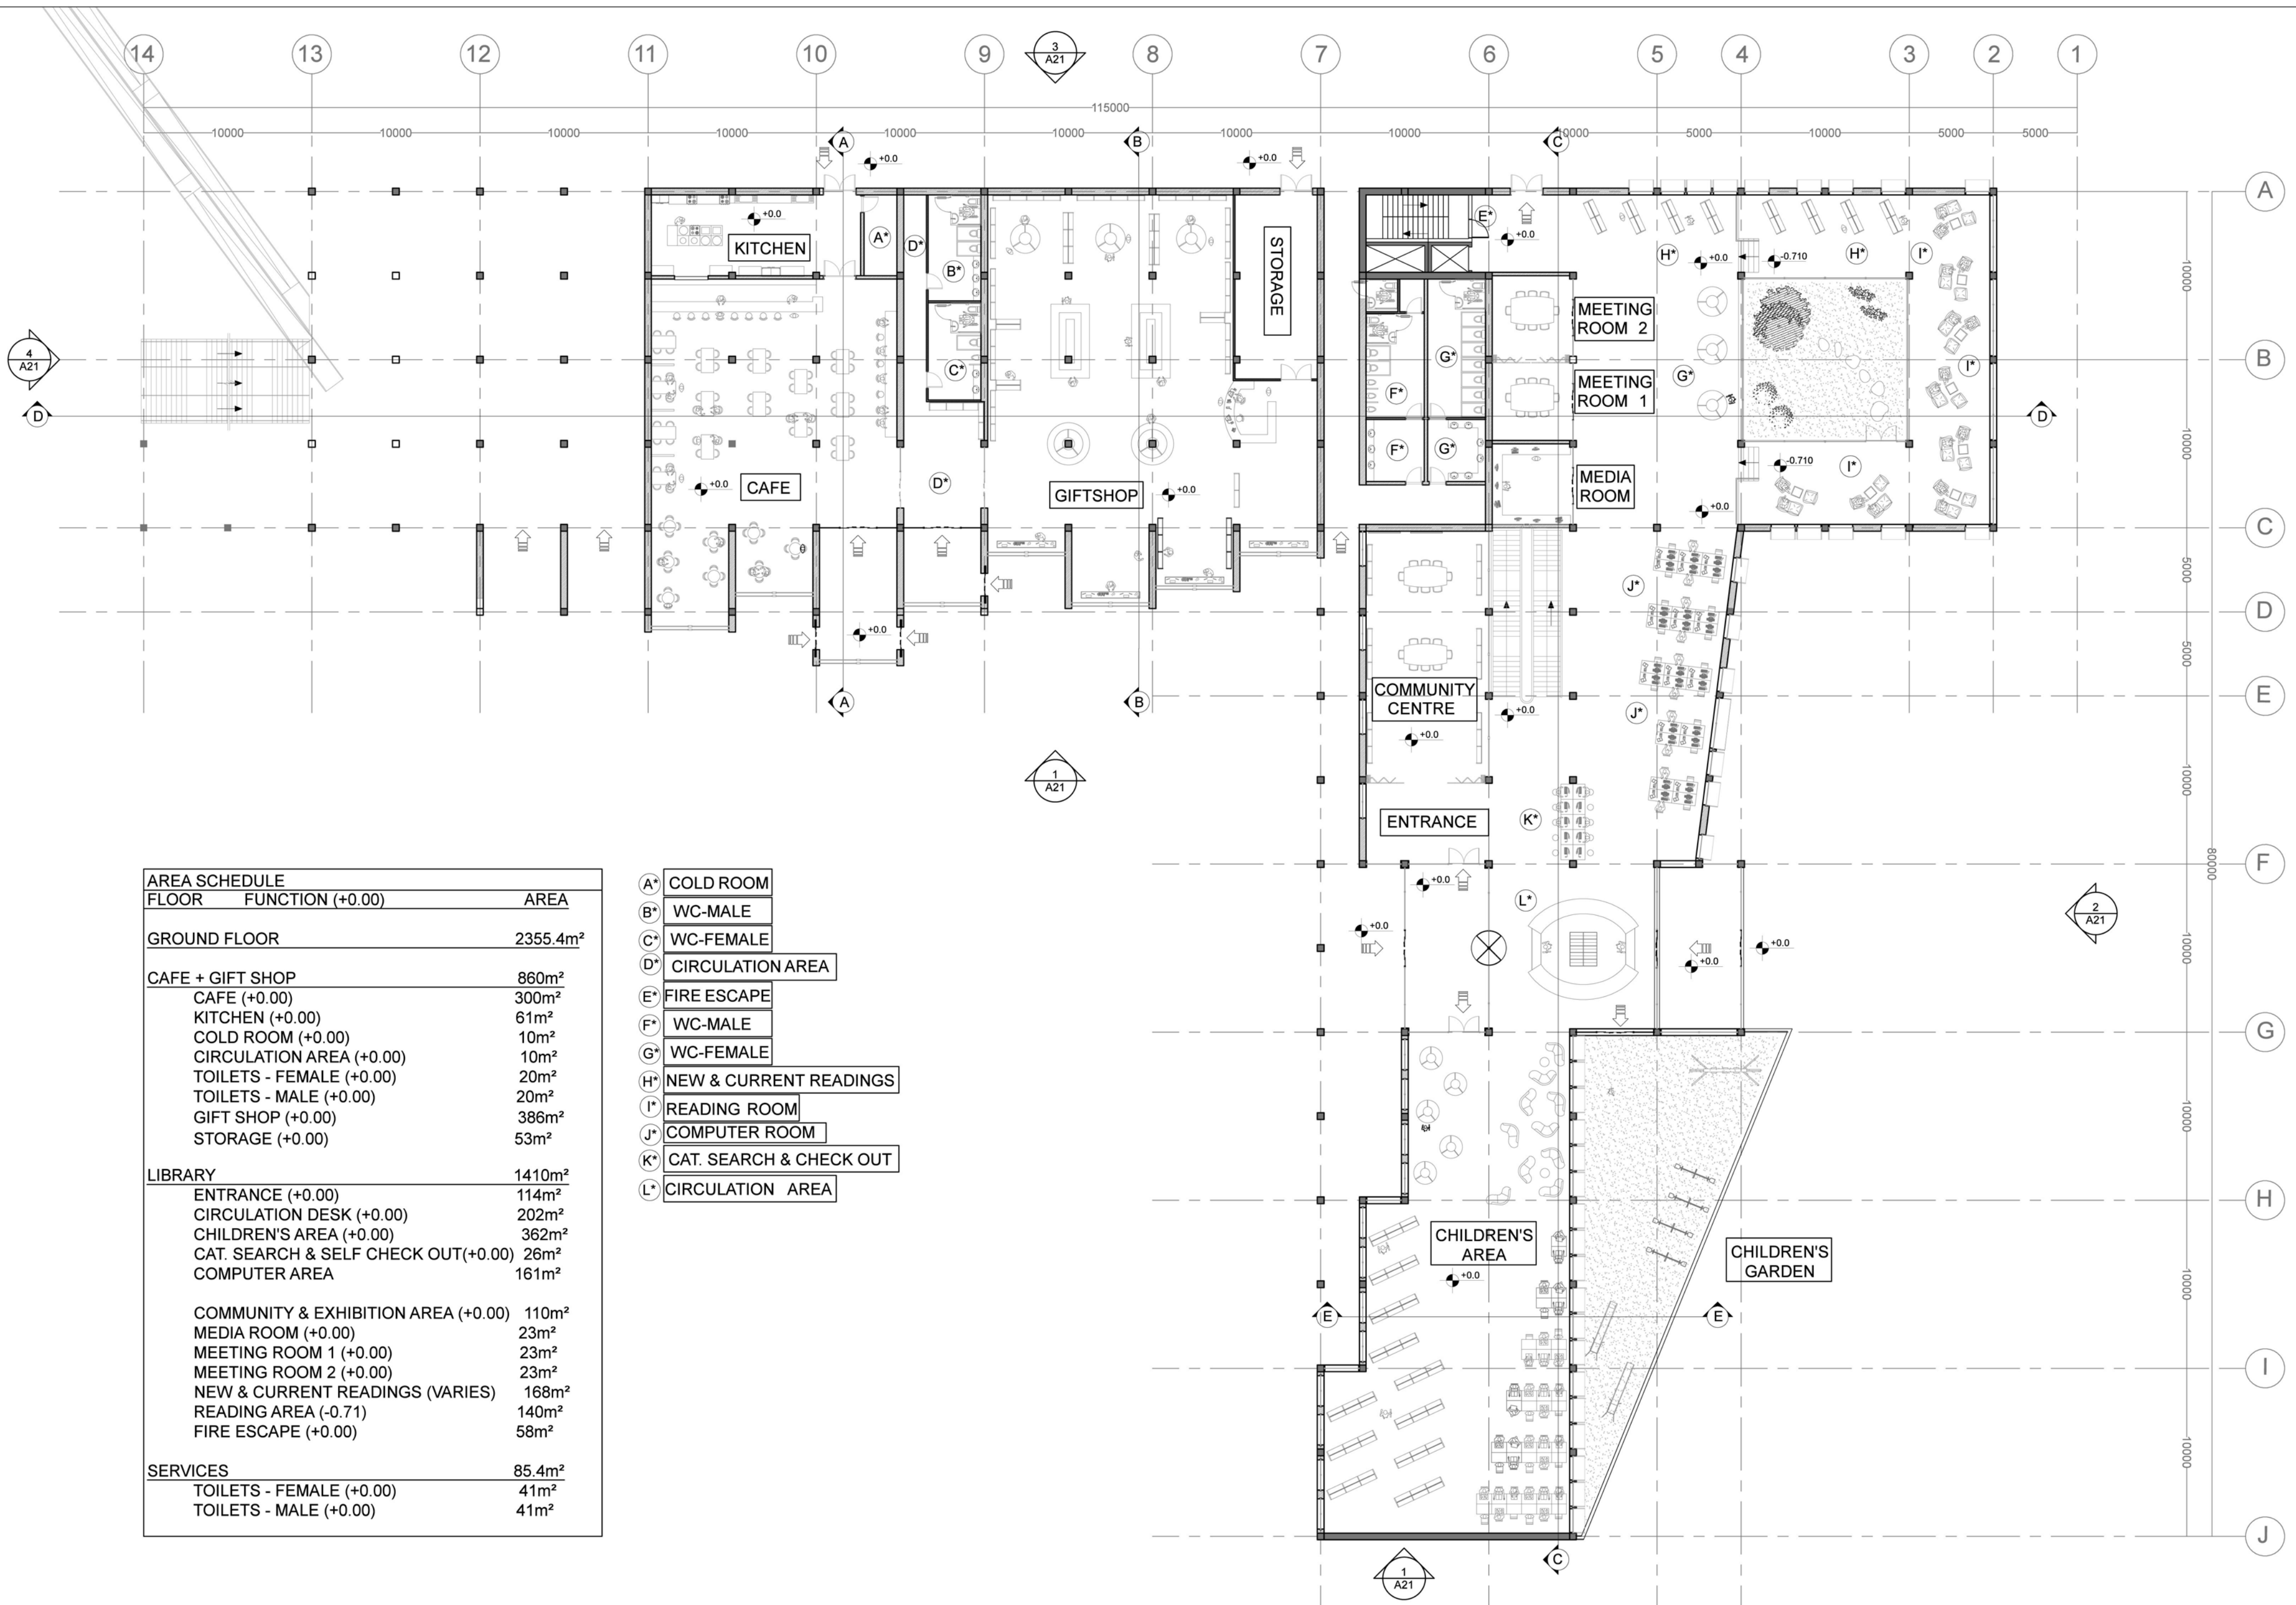 14 13 12 11 10 9 3 A21 8 7 6 5 4 3 2 1
115000
10000 10000 10000 10000 10000 10000 10000 10000 10000 5000 10000 5000 5000
A B C
+0.0 +0.0
A
+0.0
KITCHEN
A* D* B*
STORAGE
E*
+0.0
H* +0.0 -0.710 H* I*
10000
MEETING
ROOM 2
4
A21
C* G* B
MEETING
ROOM 1
G* I*
F*
D D
F* G*
10000
CAFE
+0.0
D*
GIFTSHOP
+0.0
MEDIA
ROOM
-0.710
I*
+0.0
C
5000
J*
D
+0.0
5000
COMMUNITY
CENTRE
E
A B
+0.0
+0.0
J*
1
A21
10000
ENTRANCE
K*
F
80000
AREA SCHEDULE
FLOOR FUNCTION (+0.00) AREA
GROUND FLOOR 2355.4m²
CAFE + GIFT SHOP 860m²
CAFE (+0.00) 300m²
KITCHEN (+0.00) 61m²
COLD ROOM (+0.00) 10m²
CIRCULATION AREA (+0.00) 10m²
TOILETS - FEMALE (+0.00) 20m²
TOILETS - MALE (+0.00) 20m²
GIFT SHOP (+0.00) 386m²
STORAGE (+0.00) 53m²
LIBRARY 1410m²
ENTRANCE (+0.00) 114m²
CIRCULATION DESK (+0.00) 202m²
CHILDREN'S AREA (+0.00) 362m²
CAT. SEARCH & SELF CHECK OUT(+0.00) 26m²
COMPUTER AREA 161m²
COMMUNITY & EXHIBITION AREA (+0.00) 110m²
MEDIA ROOM (+0.00) 23m²
MEETING ROOM 1 (+0.00) 23m²
MEETING ROOM 2 (+0.00) 23m²
NEW & CURRENT READINGS (VARIES) 168m²
READING AREA (-0.71) 140m²
FIRE ESCAPE (+0.00) 58m²
SERVICES 85.4m²
TOILETS - FEMALE (+0.00) 41m²
TOILETS - MALE (+0.00) 41m²
A* COLD ROOM
B* WC-MALE
C* WC-FEMALE
D* CIRCULATION AREA
E* FIRE ESCAPE
F* WC-MALE
G* WC-FEMALE
H* NEW & CURRENT READINGS
I* READING ROOM
J* COMPUTER ROOM
K* CAT. SEARCH & CHECK OUT
L* CIRCULATION AREA
+0.0
L*
+0.0
+0.0
+0.0
2
A21
10000
G
10000
H
CHILDREN'S
AREA
+0.0
CHILDREN'S
GARDEN
10000
E E
I
10000
J
C
1
A21